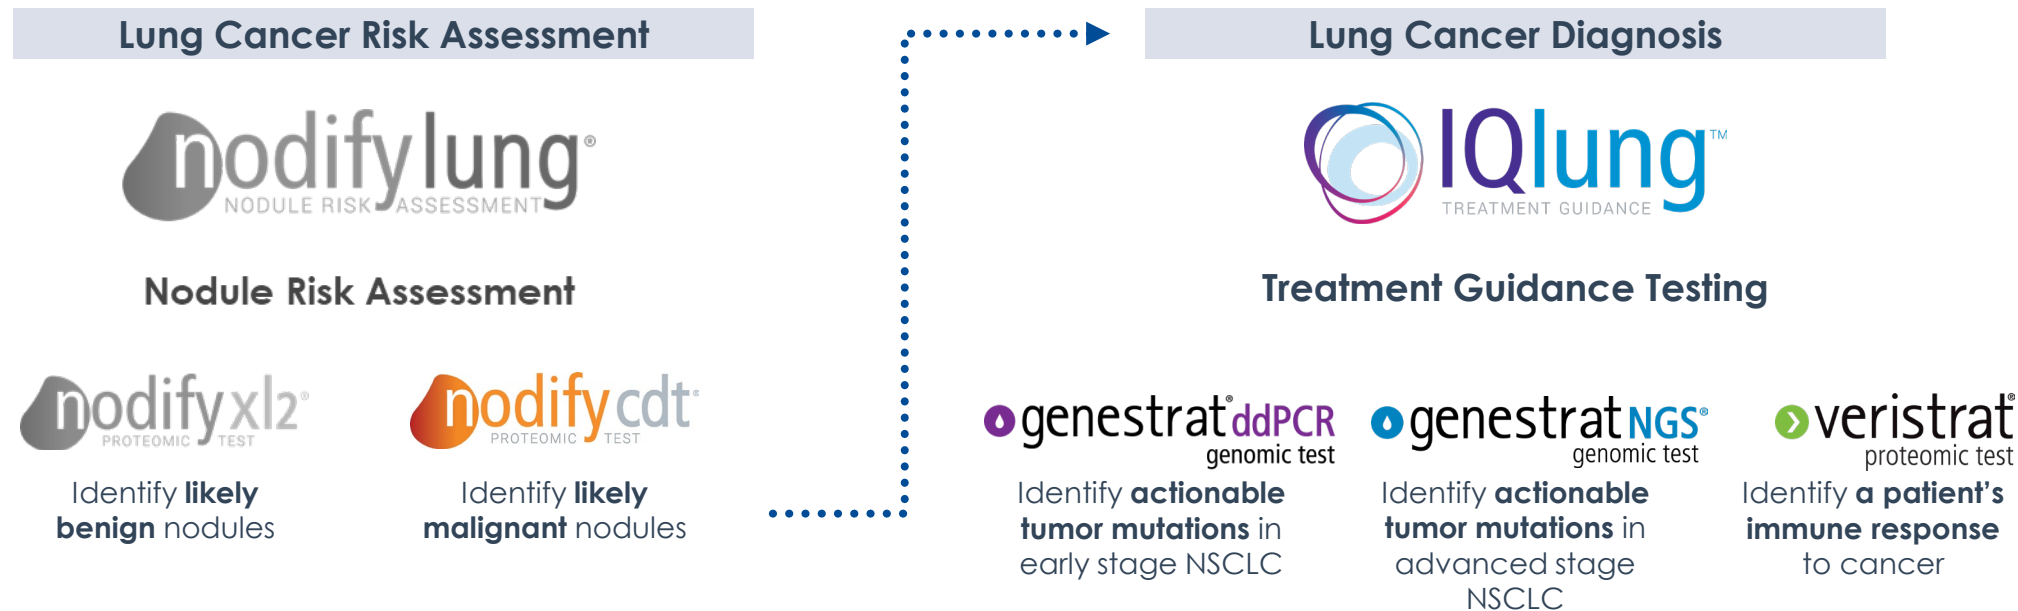 Lung Cancer Risk Assessment
nodifylung®
NODULE RISK ASSESSMENT
Nodule Risk Assessment
nodifyxl2®
PROTEOMIC TEST
Identify likely
benign nodules
nodifycdt®
PROTEOMIC TEST
Identify likely
malignant nodules
Lung Cancer Diagnosis
IQlung™
TREATMENT GUIDANCE
Treatment Guidance Testing
genestrat®ddPCR
genomic test
Identify actionable
tumor mutations in
early stage NSCLC
genestratNGS®
genomic test
Identify actionable
tumor mutations in
advanced stage
NSCLC
veristrat®
proteomic test
Identify a patient’s
immune response
to cancer